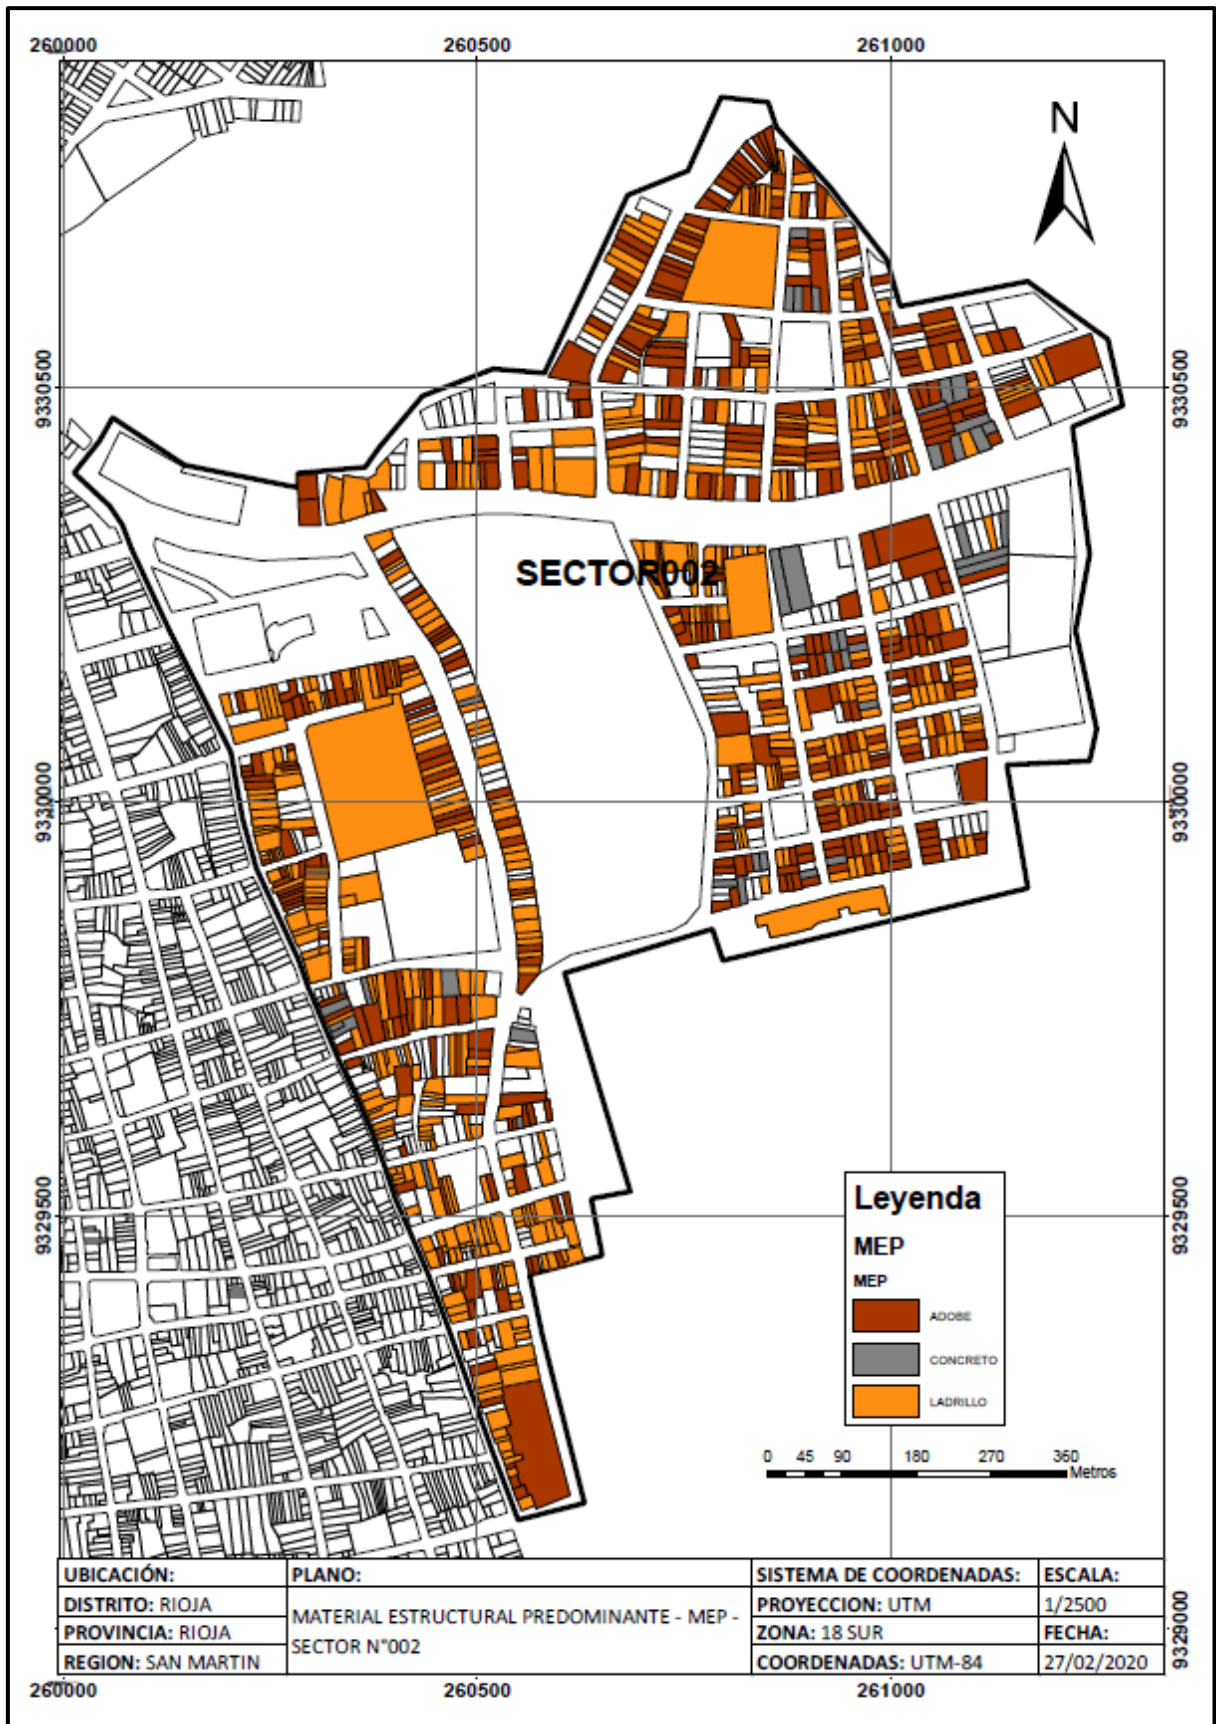 260000 260500 261000
N
9330500 9330500
SECTOR002
9330000 9330000
9329500 9329500
Leyenda
MEP
MEP
ADOBE
CONCRETO
LADRILLO
0 45 90 180 270 360
Metros
UBICACIÓN: PLANO: SISTEMA DE COORDENADAS: ESCALA:
DISTRITO: RIOJA PROYECCION: UTM 1/2500
MATERIAL ESTRUCTURAL PREDOMINANTE - MEP -
PROVINCIA: RIOJA ZONA: 18 SUR FECHA:
SECTOR N°002
REGION: SAN MARTIN COORDENADAS: UTM-84 27/02/2020
9329000
260000 260500 261000